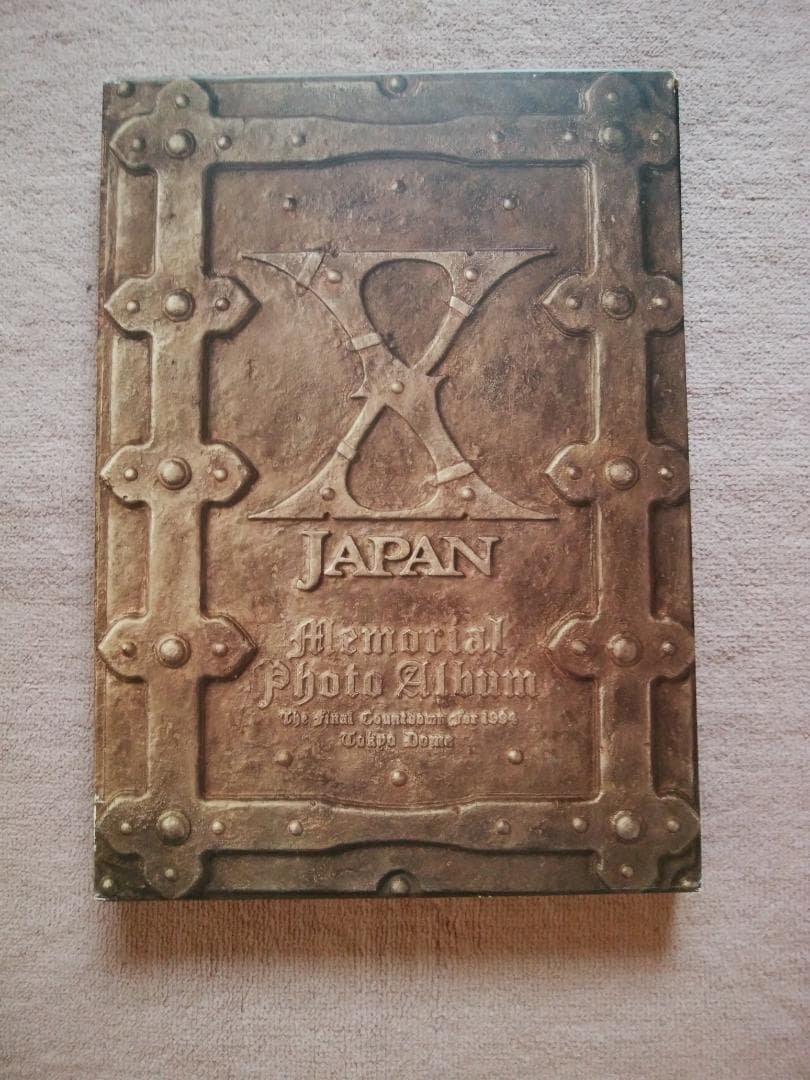 X
JAPAN
Memorial
Photo Album
The Final Countdown for 1994
Tokyo Dome